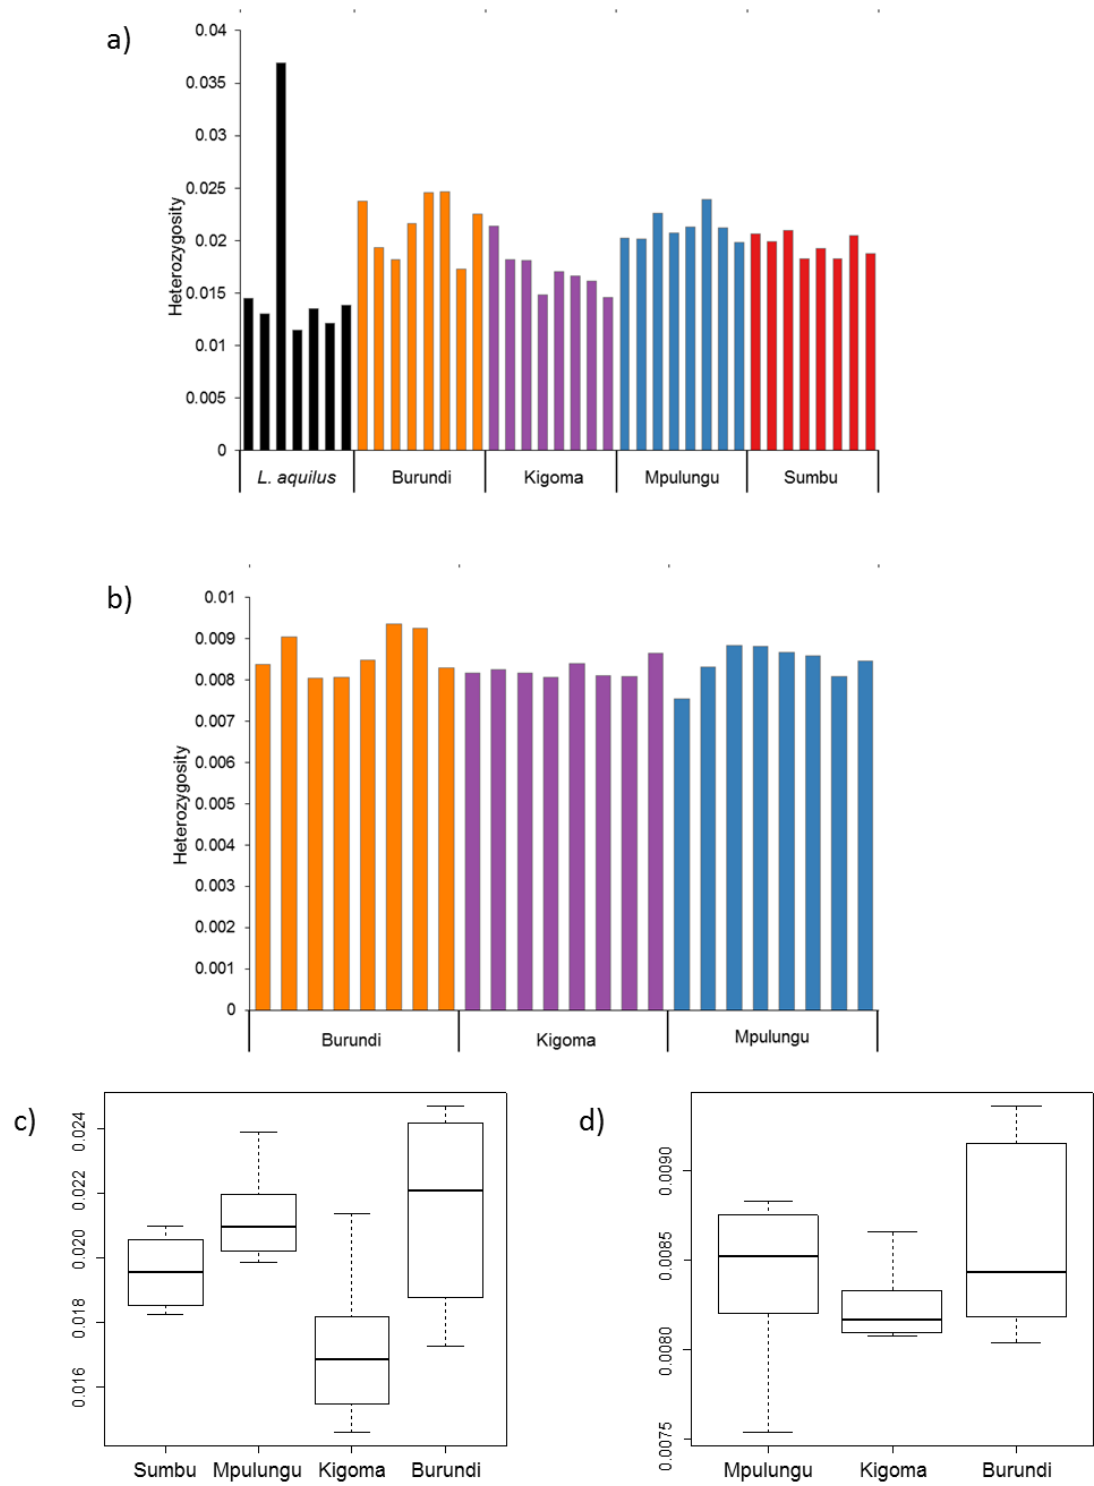 a)
Heterozygosity
0.04
0.035
0.03
0.025
0.02
0.015
0.01
0.005
0
L. aquilus Burundi Kigoma Mpulungu Sumbu
b)
Heterozygosity
0.01
0.009
0.008
0.007
0.006
0.005
0.004
0.003
0.002
0.001
0
Burundi Kigoma Mpulungu
c)
0.024
0.022
0.020
0.018
0.016
Sumbu Mpulungu Kigoma Burundi
d)
0.0090
0.0085
0.0080
0.0075
Mpulungu Kigoma Burundi